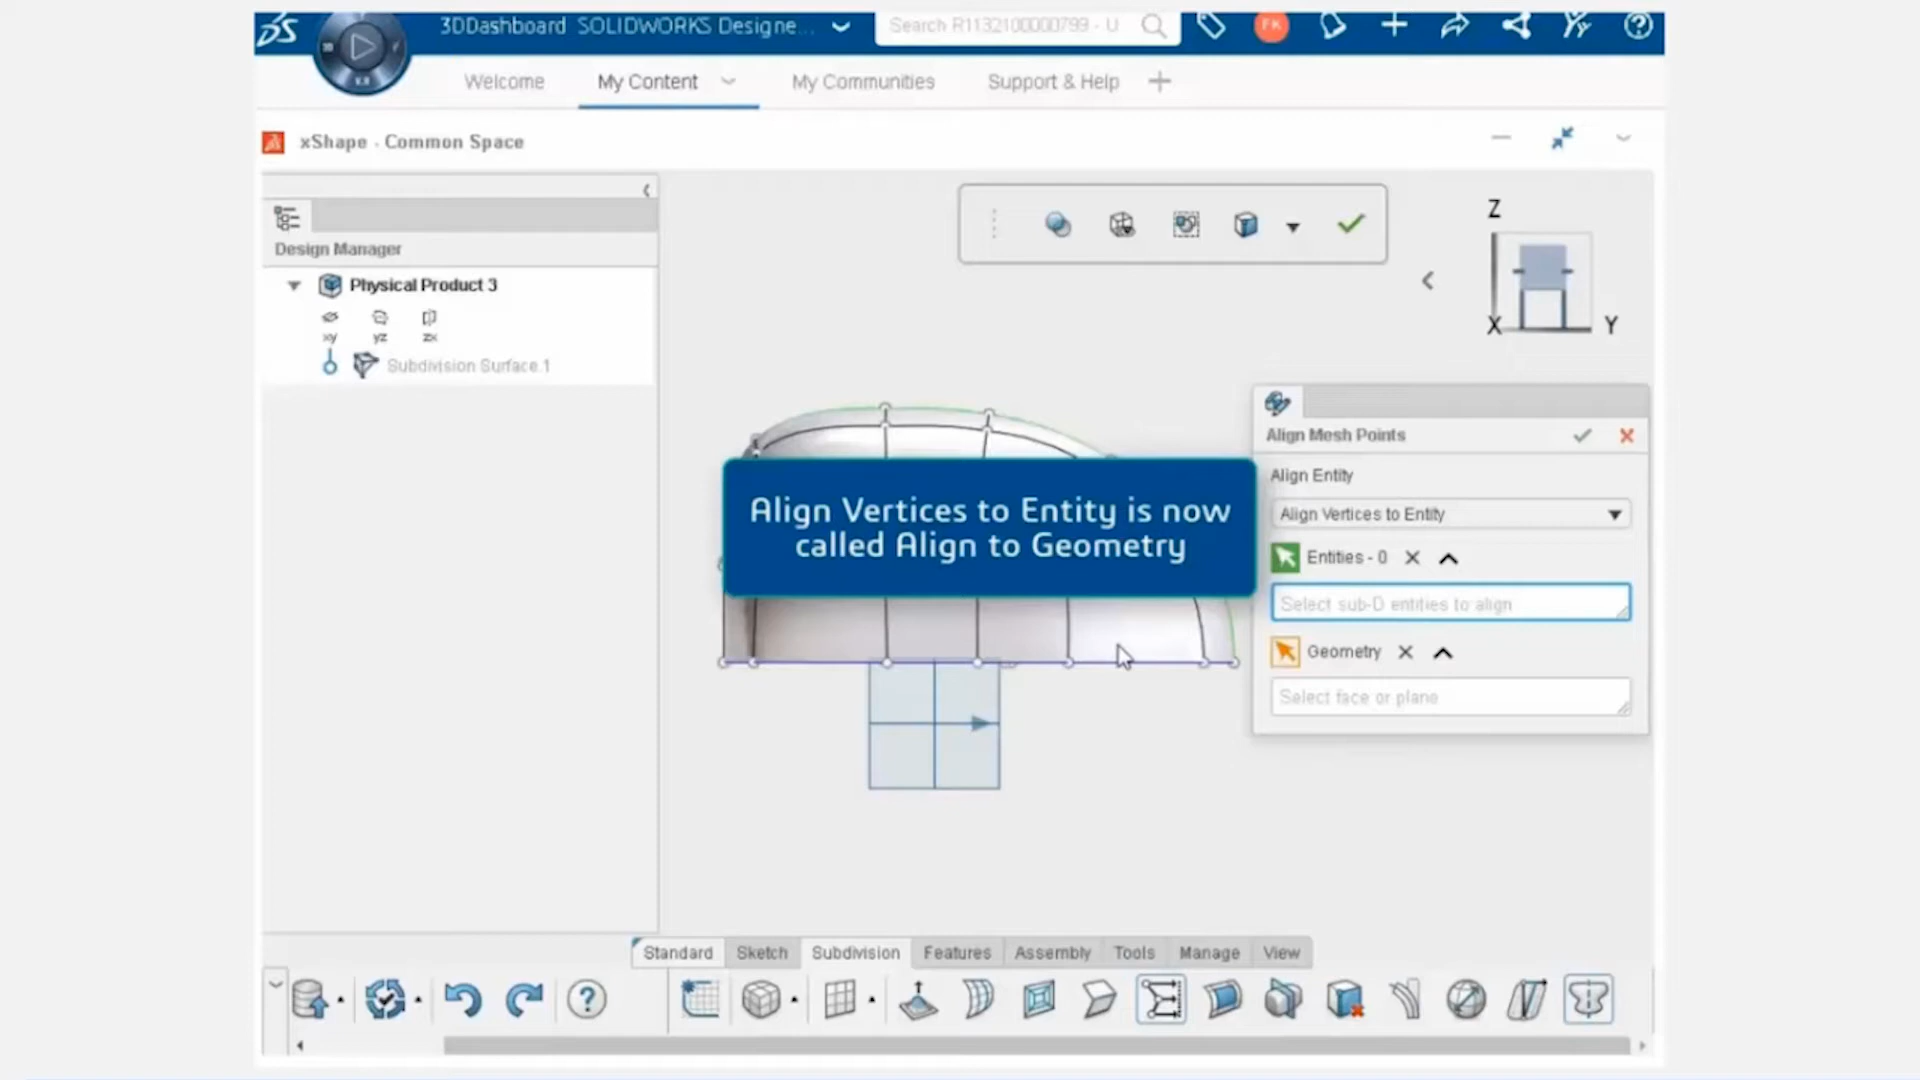 3DDashboard SOLIDWORKS Designe...
Search R1132100000799 - U
FK
V.R
Welcome
My Content
My Communities
Support & Help
xShape - Common Space
Design Manager
Physical Product 3
xy yz zx
Subdivision Surface.1
Z
X
Y
Align Vertices to Entity is now
called Align to Geometry
Align Mesh Points
Align Entity
Align Vertices to Entity
Entities - 0
Select sub-D entities to align
Geometry
Select face or plane
Standard Sketch Subdivision Features Assembly Tools Manage View